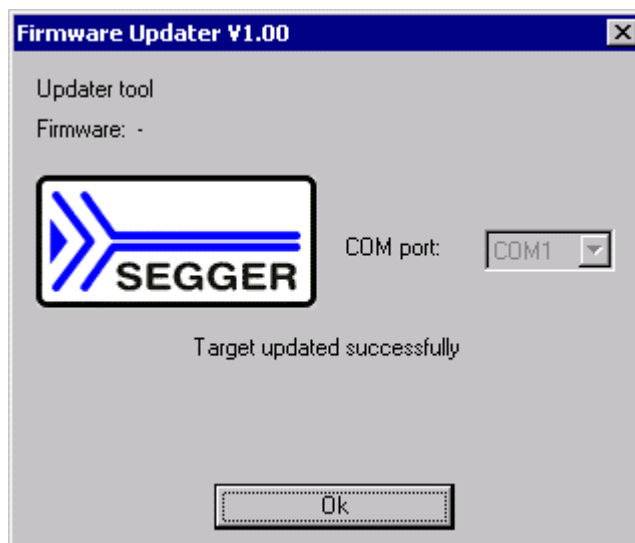 Firmware Updater V1.00
Updater tool
Firmware: -
SEGGER
COM port:
COM1
Target updated successfully
Ok